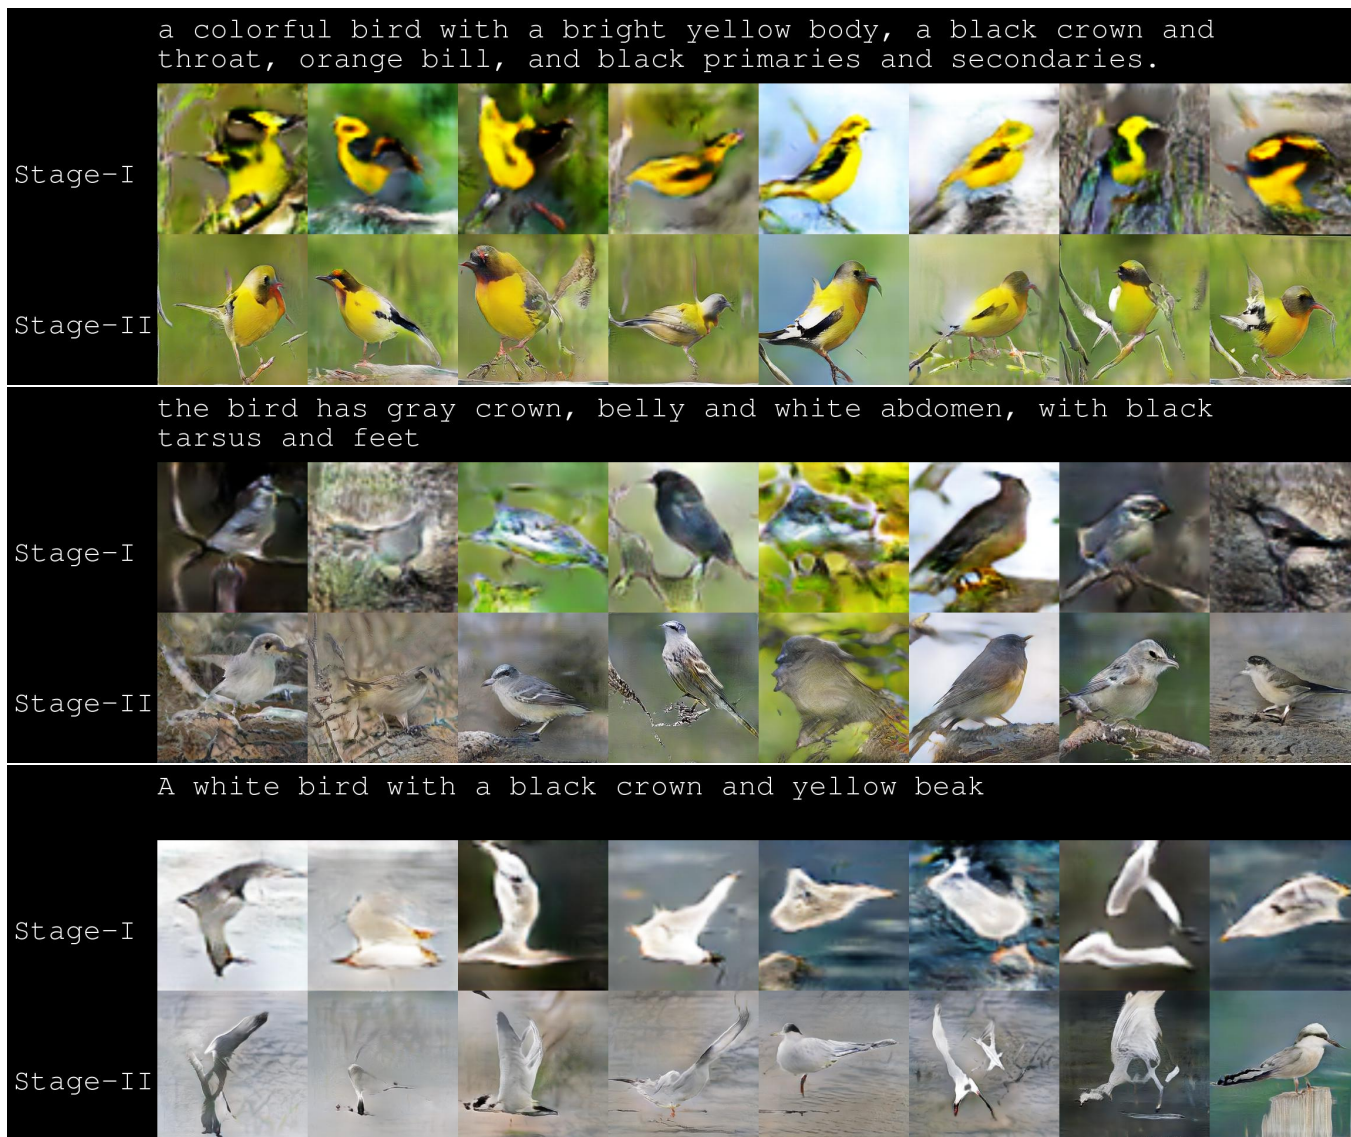 a colorful bird with a bright yellow body, a black crown and
throat, orange bill, and black primaries and secondaries.
Stage-I
Stage-II
the bird has gray crown, belly and white abdomen, with black
tarsus and feet
Stage-I
Stage-II
A white bird with a black crown and yellow beak
Stage-I
Stage-II